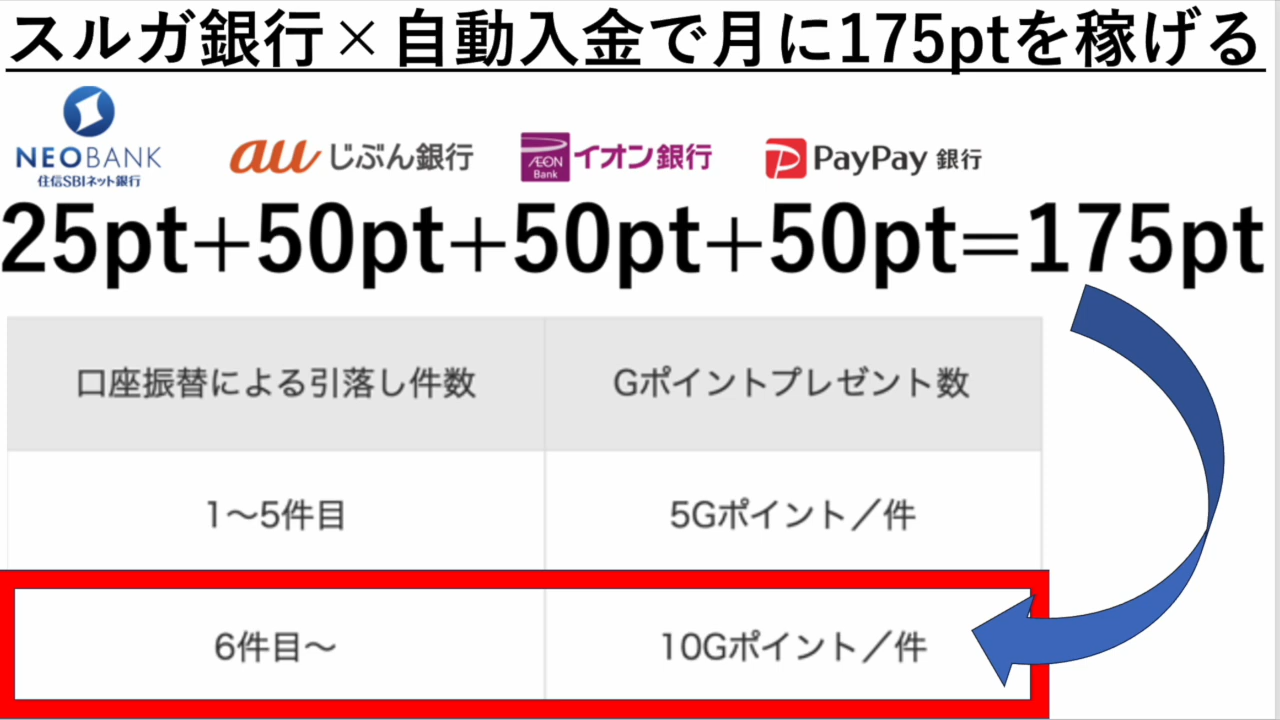 スルガ銀行×自動入金で月に175ptを稼げる
NEOBANK
住信SBIネット銀行
au じぶん銀行
ÆON
Bank
イオン銀行
P PayPay 銀行
25pt+50pt+50pt+50pt=175pt
口座振替による引落し件数 Gポイントプレゼント数
1〜5件目 5Gポイント／件
6件目〜 10Gポイント／件